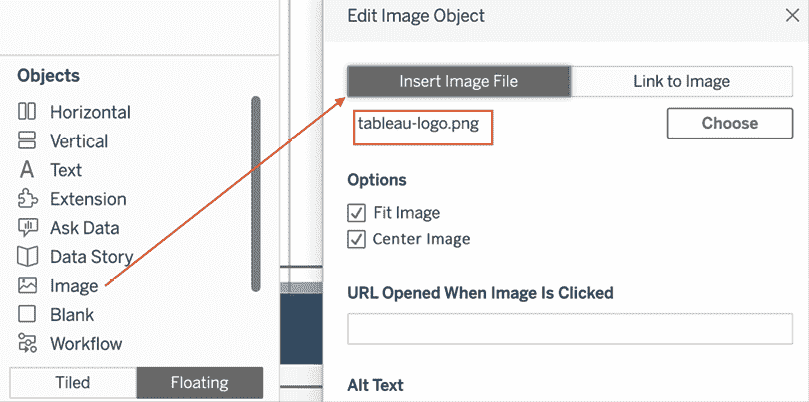 Objects
Horizontal
Vertical
Text
Extension
Ask Data
Data Story
Image
Blank
Workflow
Tiled
Floating
Edit Image Object
Insert Image File
Link to Image
tableau-logo.png
Choose
Options
Fit Image
Center Image
URL Opened When Image Is Clicked
Alt Text